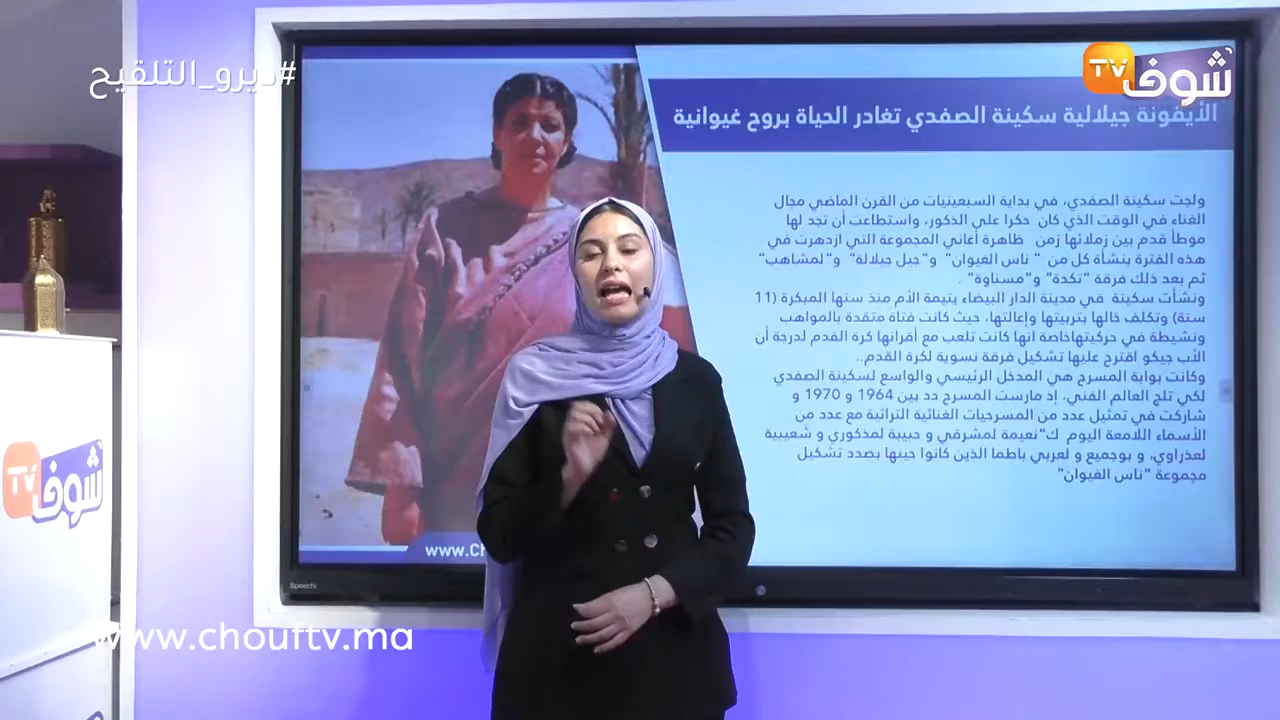 #ديرو_التلقيح
TV شوف
الأيقونة جيلالية سكينة الصفدي تغادر الحياة بروح غيوانية
ولجت سكينة الصفدي، في بداية السبعينيات من القرن الماضي مجال
الغناء في الوقت الذي كان حكرا على الذكور، واستطاعت أن تجد لها
موطأ قدم بين زملائها زمن ظاهرة أغاني المجموعة التي ازدهرت في
هذه الفترة بنشأة كل من " ناس الغيوان" و"جيل جيلالة" و"لمشاهب"
ثم بعد ذلك فرقة "تكدة" و"مسناوة" .
ونشأت سكينة في مدينة الدار البيضاء يتيمة الأم منذ سنها المبكرة (11
سنة) وتكلف خالها بتربيتها وإعالتها، حيث كانت فتاة متقدة بالمواهب
ونشيطة في حركيتهاخاصة انها كانت تلعب مع أقرانها كرة القدم لدرجة أن
الأب جيكو اقترح عليها تشكيل فرقة نسوية لكرة القدم..
وكانت بوابة المسرح هي المدخل الرئيسي والواسع لسكينة الصفدي
لكي تلج العالم الفني، إذ مارست المسرح دد بين 1964 و 1970 و
شاركت في تمثيل عدد من المسرحيات الغنائية التراثية مع عدد من
الأسماء اللامعة اليوم ك"نعيمة لمشرقي و حبيبة لمذكوري و شعيبية
لعذراوي، و بوجميع و لعربي باطما الذين كانوا حينها بصدد تشكيل
مجموعة "ناس الغيوان"
TV شوف
www.ch
Speechi
www.chouftv.ma